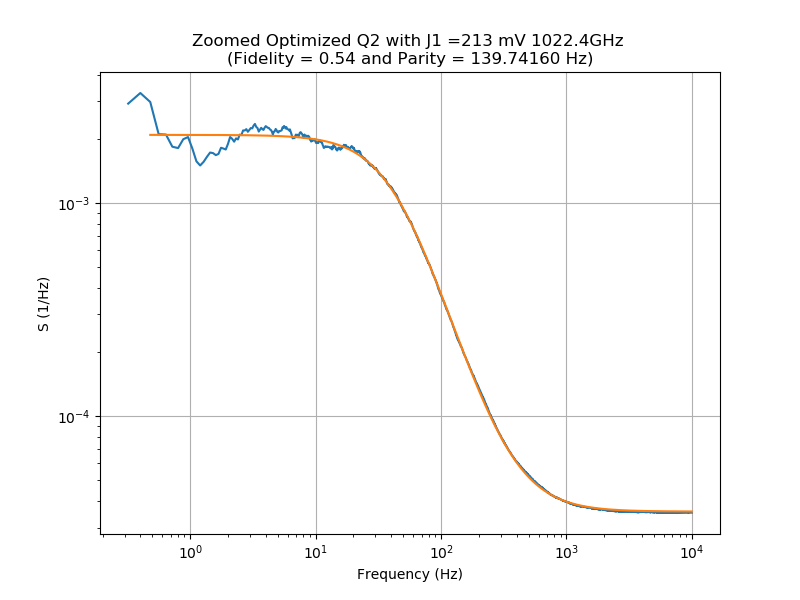 Zoomed Optimized Q2 with J1 =213 mV 1022.4GHz
(Fidelity = 0.54 and Parity = 139.74160 Hz)
S (1/Hz)
10⁻³
10⁻⁴
10⁰ 10¹ 10² 10³ 10⁴
Frequency (Hz)